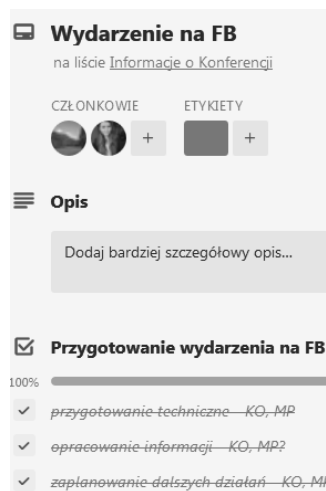 Wydarzenie na FB
na liście Informacje o Konferencji
CZŁONKOWIE ETYKIETY
+ +
Opis
Dodaj bardziej szczegółowy opis...
Przygotowanie wydarzenia na FB
100%
przygotowanie techniczne - KO, MP
opracowanie informacji - KO, MP?
zaplanowanie dalszych działań - KO,